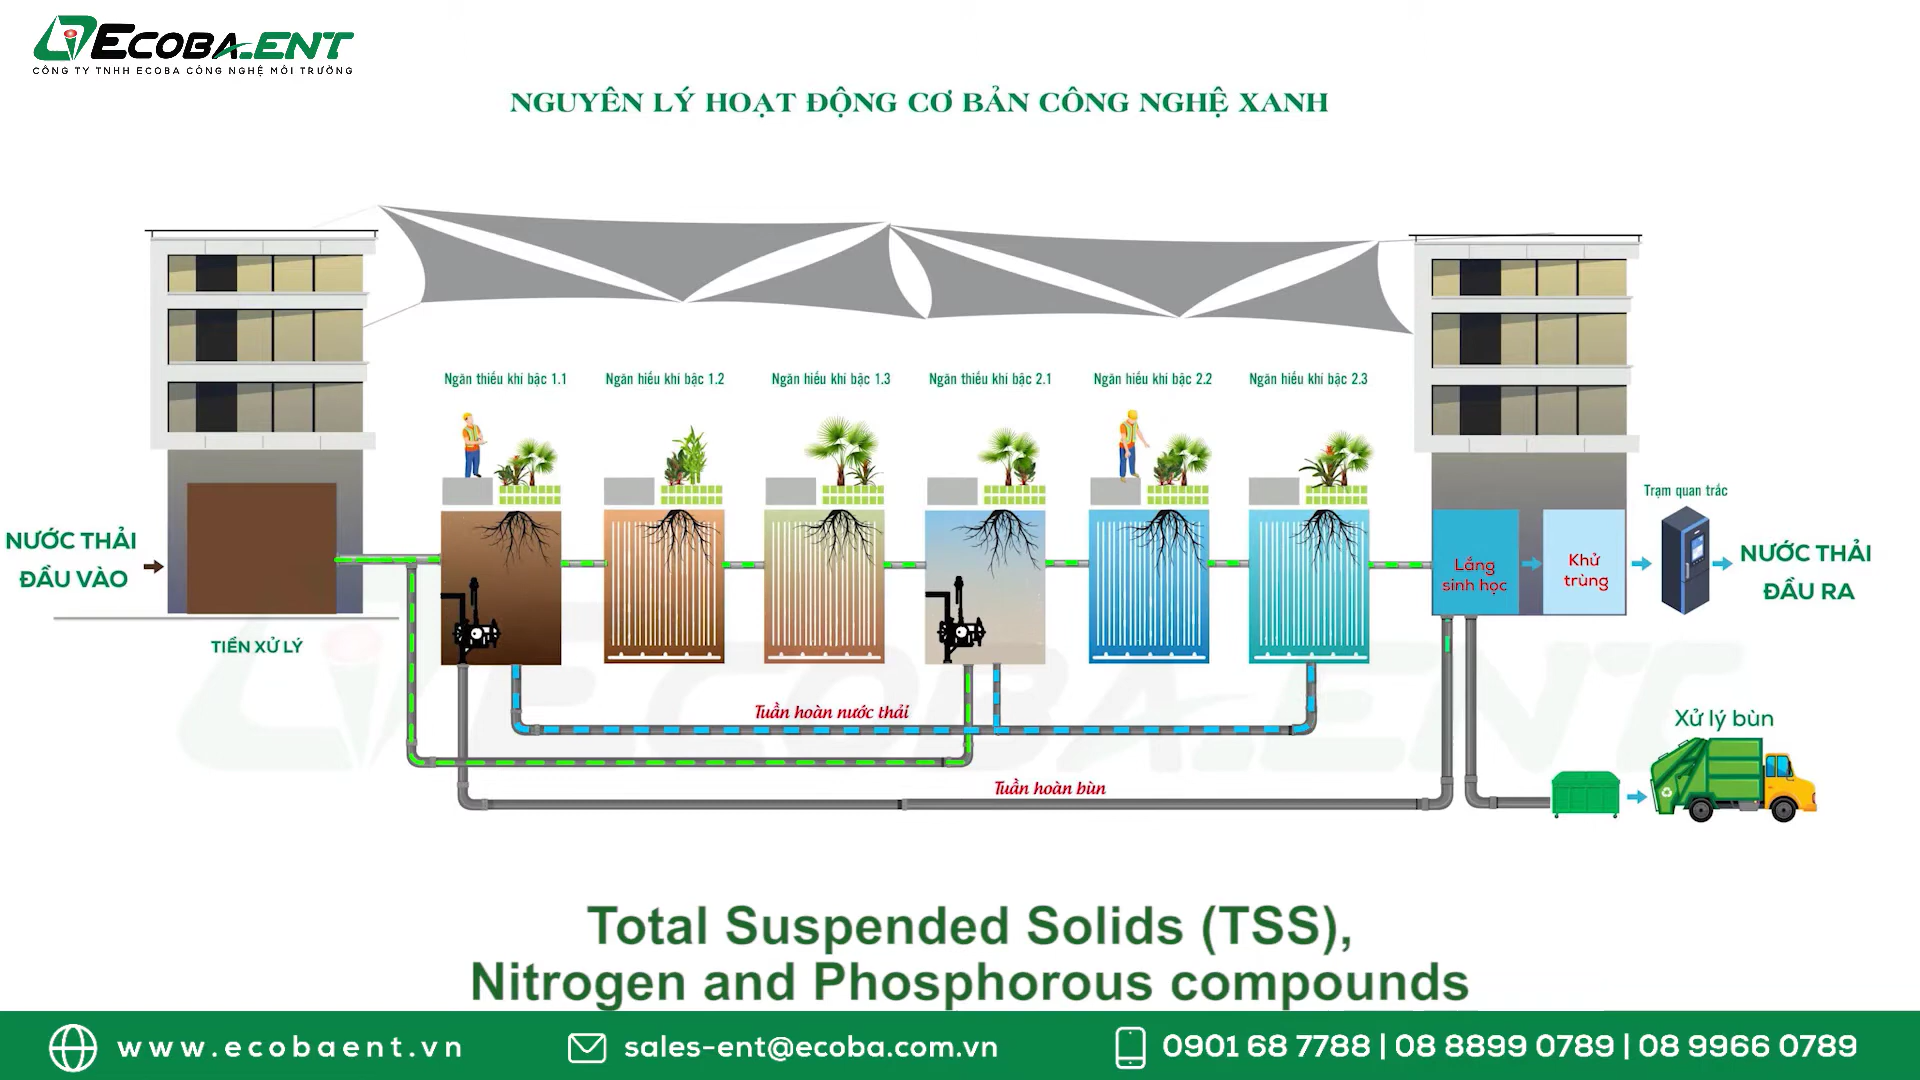 ECOBA.ENT
CÔNG TY TNHH ECOBA CÔNG NGHỆ MÔI TRƯỜNG
NGUYÊN LÝ HOẠT ĐỘNG CƠ BẢN CÔNG NGHỆ XANH
Ngăn thiếu khí bậc 1.1
Ngăn hiếu khí bậc 1.2
Ngăn hiếu khí bậc 1.3
Ngăn thiếu khí bậc 2.1
Ngăn hiếu khí bậc 2.2
Ngăn hiếu khí bậc 2.3
Trạm quan trắc
NƯỚC THẢI
ĐẦU VÀO
Lắng
sinh học
Khử
trùng
NƯỚC THẢI
ĐẦU RA
TIỀN XỬ LÝ
ECOBA.ENT
Tuần hoàn nước thải
Xử lý bùn
Tuần hoàn bùn
Total Suspended Solids (TSS),
Nitrogen and Phosphorous compounds
www.ecobaent.vn
sales-ent@ecoba.com.vn
0901 68 7788 | 08 8899 0789 | 08 9966 0789